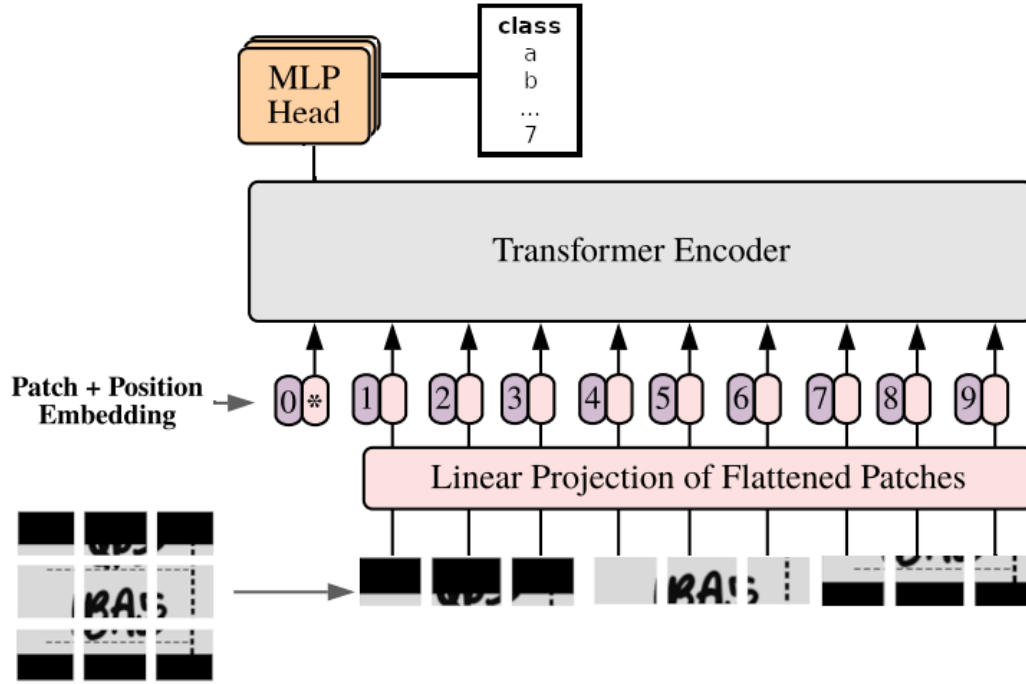 class
a
b
...
7
MLP
Head
Transformer Encoder
Patch + Position
Embedding
0 * 1 2 3 4 5 6 7 8 9
Linear Projection of Flattened Patches